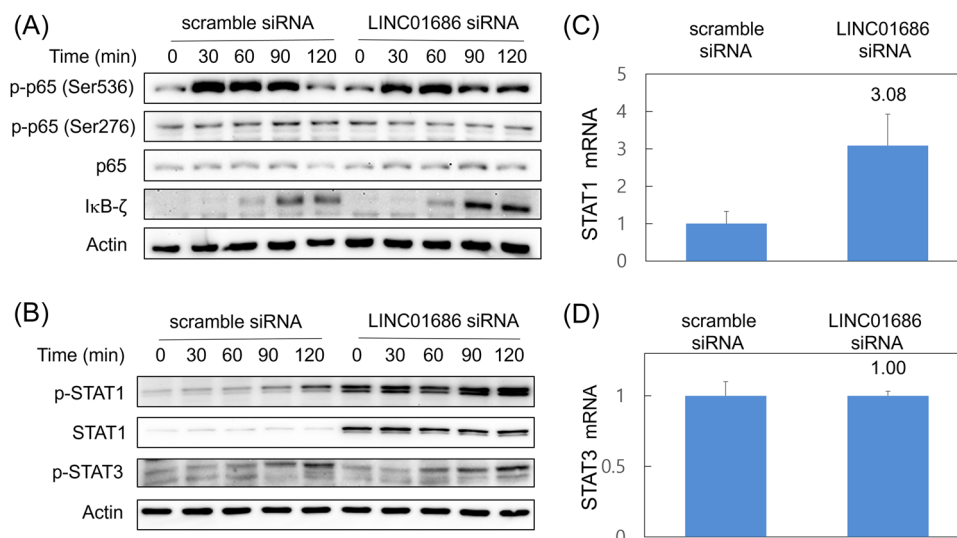 (A)
scramble siRNA LINC01686 siRNA
Time (min) 0 30 60 90 120 0 30 60 90 120
p-p65 (Ser536)
p-p65 (Ser276)
p65
IκB-ζ
Actin
(B)
scramble siRNA LINC01686 siRNA
Time (min) 0 30 60 90 120 0 30 60 90 120
p-STAT1
STAT1
p-STAT3
Actin
(C)
scramble LINC01686
siRNA siRNA
STAT1 mRNA
5
4
3
2
1
0
3.08
(D)
scramble LINC01686
siRNA siRNA
STAT3 mRNA
1
0.5
0
1.00